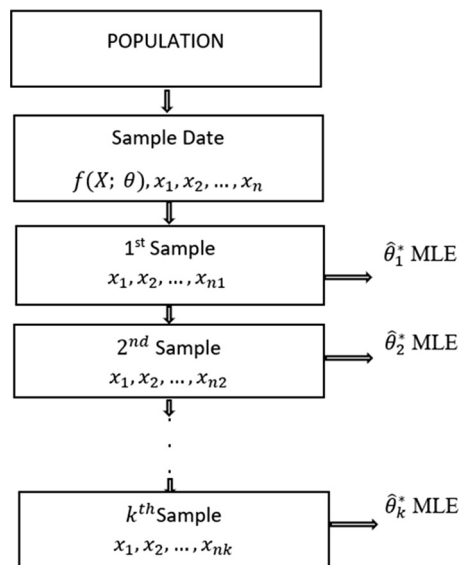 POPULATION
Sample Date
f(X; θ), x₁, x₂, ..., xₙ
1ˢᵗ Sample
x₁, x₂, ..., xₙ₁
θ̂₁* MLE
2ⁿᵈ Sample
x₁, x₂, ..., xₙ₂
θ̂₂* MLE
.
.
.
kᵗʰ Sample
x₁, x₂, ..., xₙₖ
θ̂ₖ* MLE